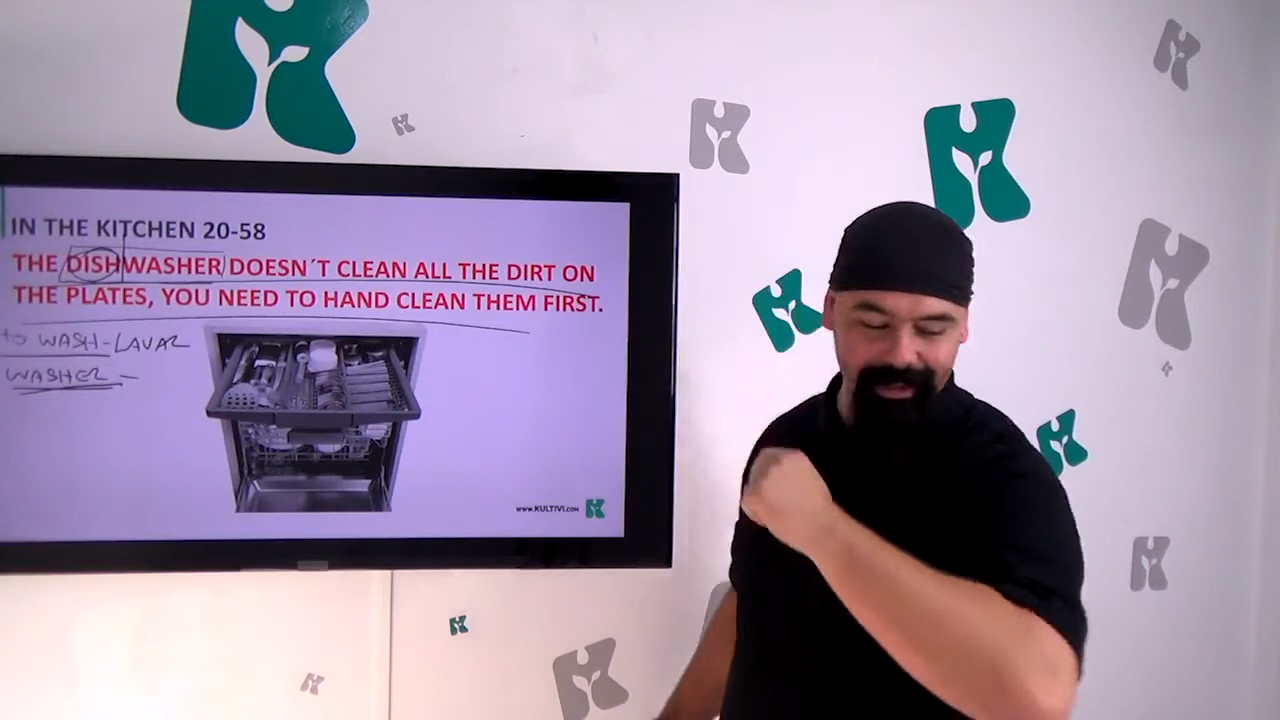 IN THE KITCHEN 20-58
THE DISHWASHER DOESN´T CLEAN ALL THE DIRT ON
THE PLATES, YOU NEED TO HAND CLEAN THEM FIRST.
to WASH-LAVAR
WASHER-
WWW.KULTIVI.COM